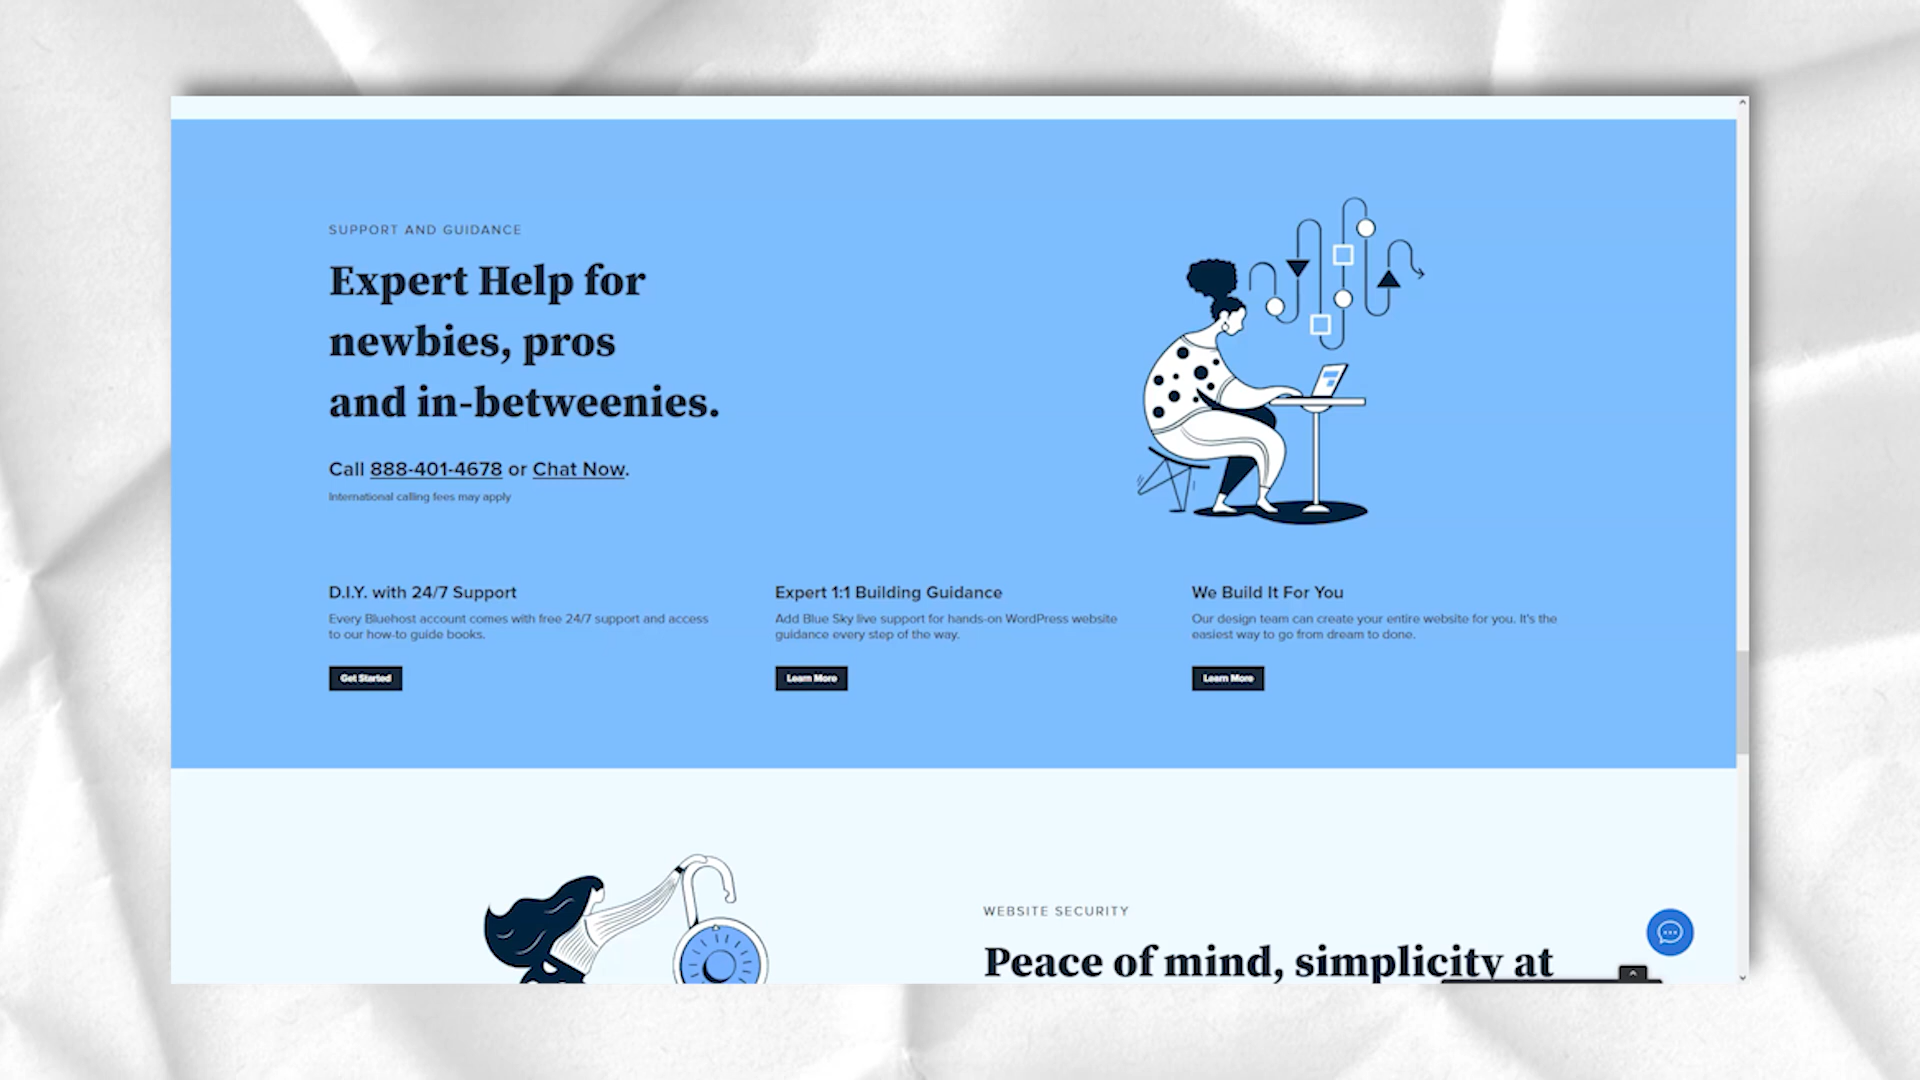 SUPPORT AND GUIDANCE
Expert Help for
newbies, pros
and in-betweenies.
Call 888-401-4678 or Chat Now.
International calling fees may apply
D.I.Y. with 24/7 Support
Every Bluehost account comes with free 24/7 support and access
to our how-to guide books.
Get Started
Expert 1:1 Building Guidance
Add Blue Sky live support for hands-on WordPress website
guidance every step of the way.
Learn More
We Build It For You
Our design team can create your entire website for you. It's the
easiest way to go from dream to done.
Learn More
WEBSITE SECURITY
Peace of mind, simplicity at